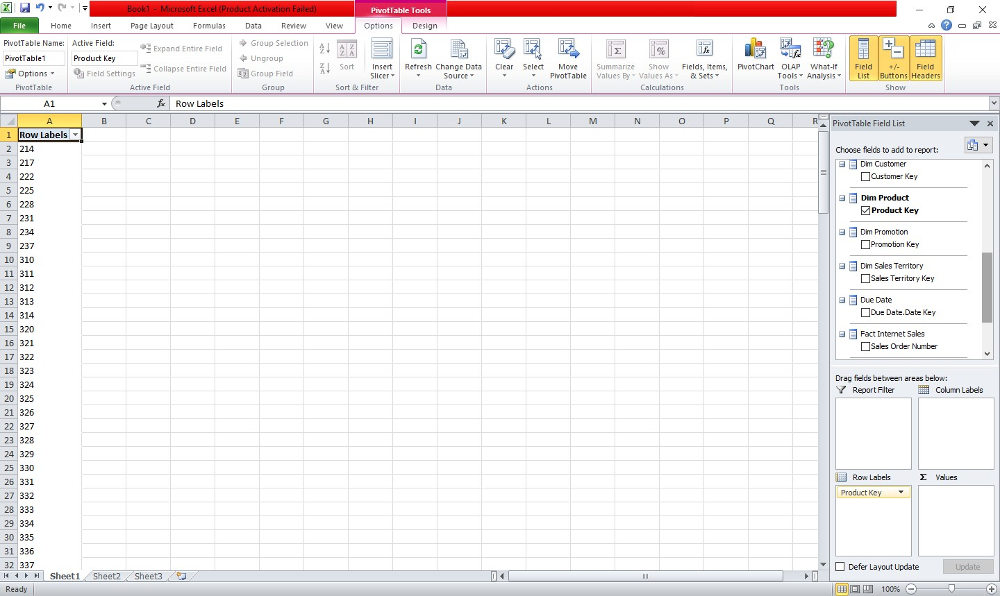 Book1 - Microsoft Excel (Product Activation Failed)
PivotTable Tools
File Home Insert Page Layout Formulas Data Review View Options Design
PivotTable Name: Active Field:
PivotTable1 Product Key
Options Field Settings
Expand Entire Field
Collapse Entire Field
Group Selection
Ungroup
Group Field
Sort
Insert Slicer
Refresh
Change Data Source
Clear
Select
Move PivotTable
Summarize Values By
Show Values As
Fields, Items, & Sets
PivotChart
OLAP Tools
What-If Analysis
Field List
+/- Buttons
Field Headers
PivotTable Active Field Group Sort & Filter Data Actions Calculations Tools Show
A1 fx Row Labels
A B C D E F G H I J K L M N O P Q R
1 Row Labels
2 214
3 217
4 222
5 225
6 228
7 231
8 234
9 237
10 310
11 311
12 312
13 313
14 314
15 320
16 321
17 322
18 323
19 324
20 325
21 326
22 327
23 328
24 329
25 330
26 331
27 332
28 333
29 334
30 335
31 336
32 337
Sheet1 Sheet2 Sheet3
Ready
100%
PivotTable Field List
Choose fields to add to report:
Dim Customer
Customer Key
Dim Product
Product Key
Dim Promotion
Promotion Key
Dim Sales Territory
Sales Territory Key
Due Date
Due Date.Date Key
Fact Internet Sales
Sales Order Number
Drag fields between areas below:
Report Filter Column Labels
Row Labels Σ Values
Product Key
Defer Layout Update Update